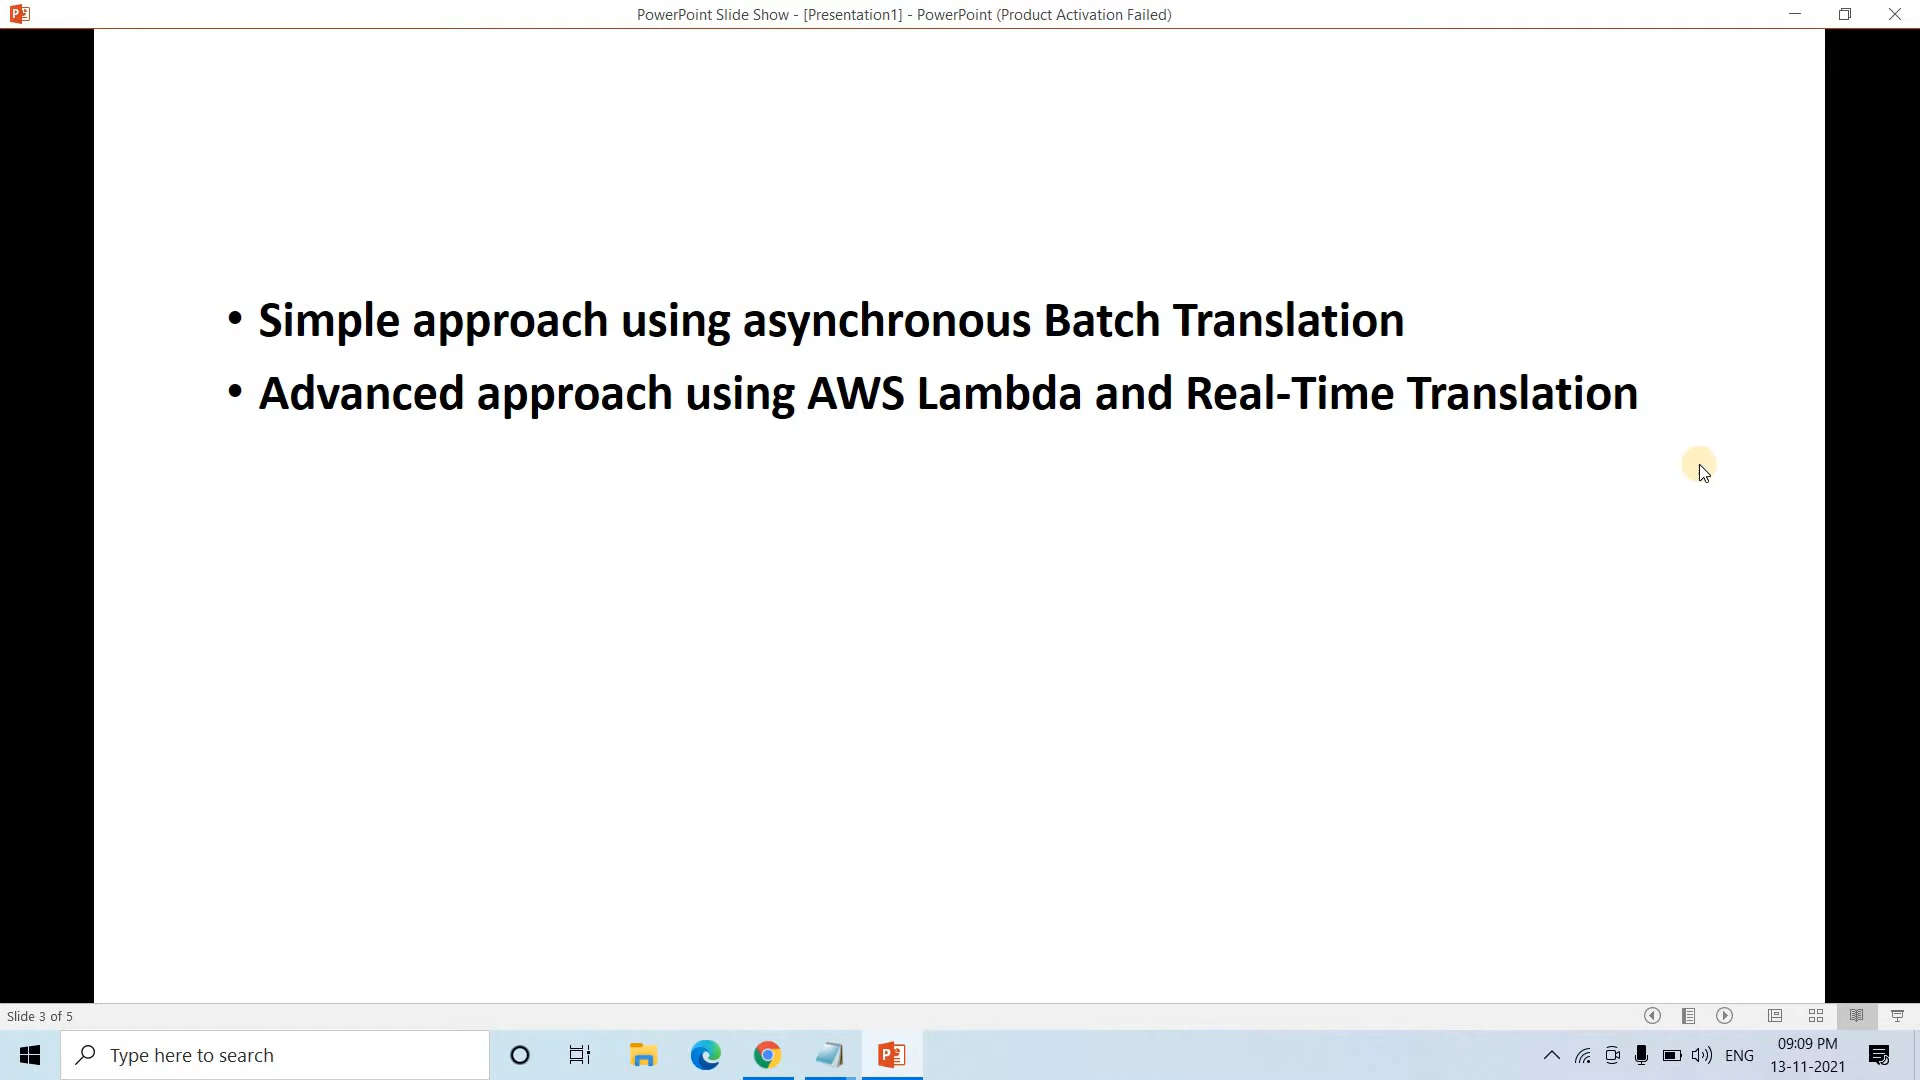 PowerPoint Slide Show - [Presentation1] - PowerPoint (Product Activation Failed)
• Simple approach using asynchronous Batch Translation
• Advanced approach using AWS Lambda and Real-Time Translation
Slide 3 of 5
Type here to search
ENG
09:09 PM
13-11-2021